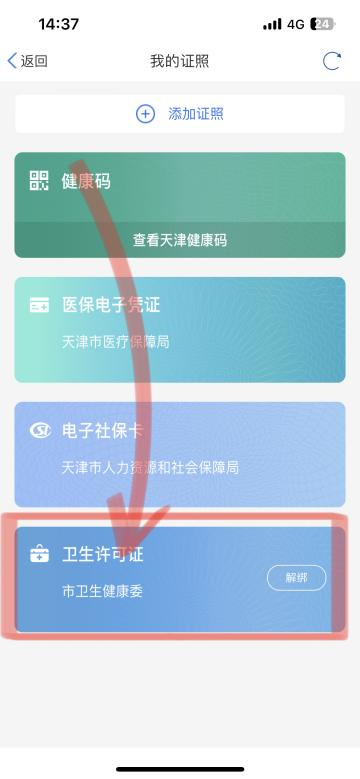 14:37
4G 24
返回
我的证照
添加证照
健康码
查看天津健康码
医保电子凭证
天津市医疗保障局
电子社保卡
天津市人力资源和社会保障局
卫生许可证
市卫生健康委
解绑